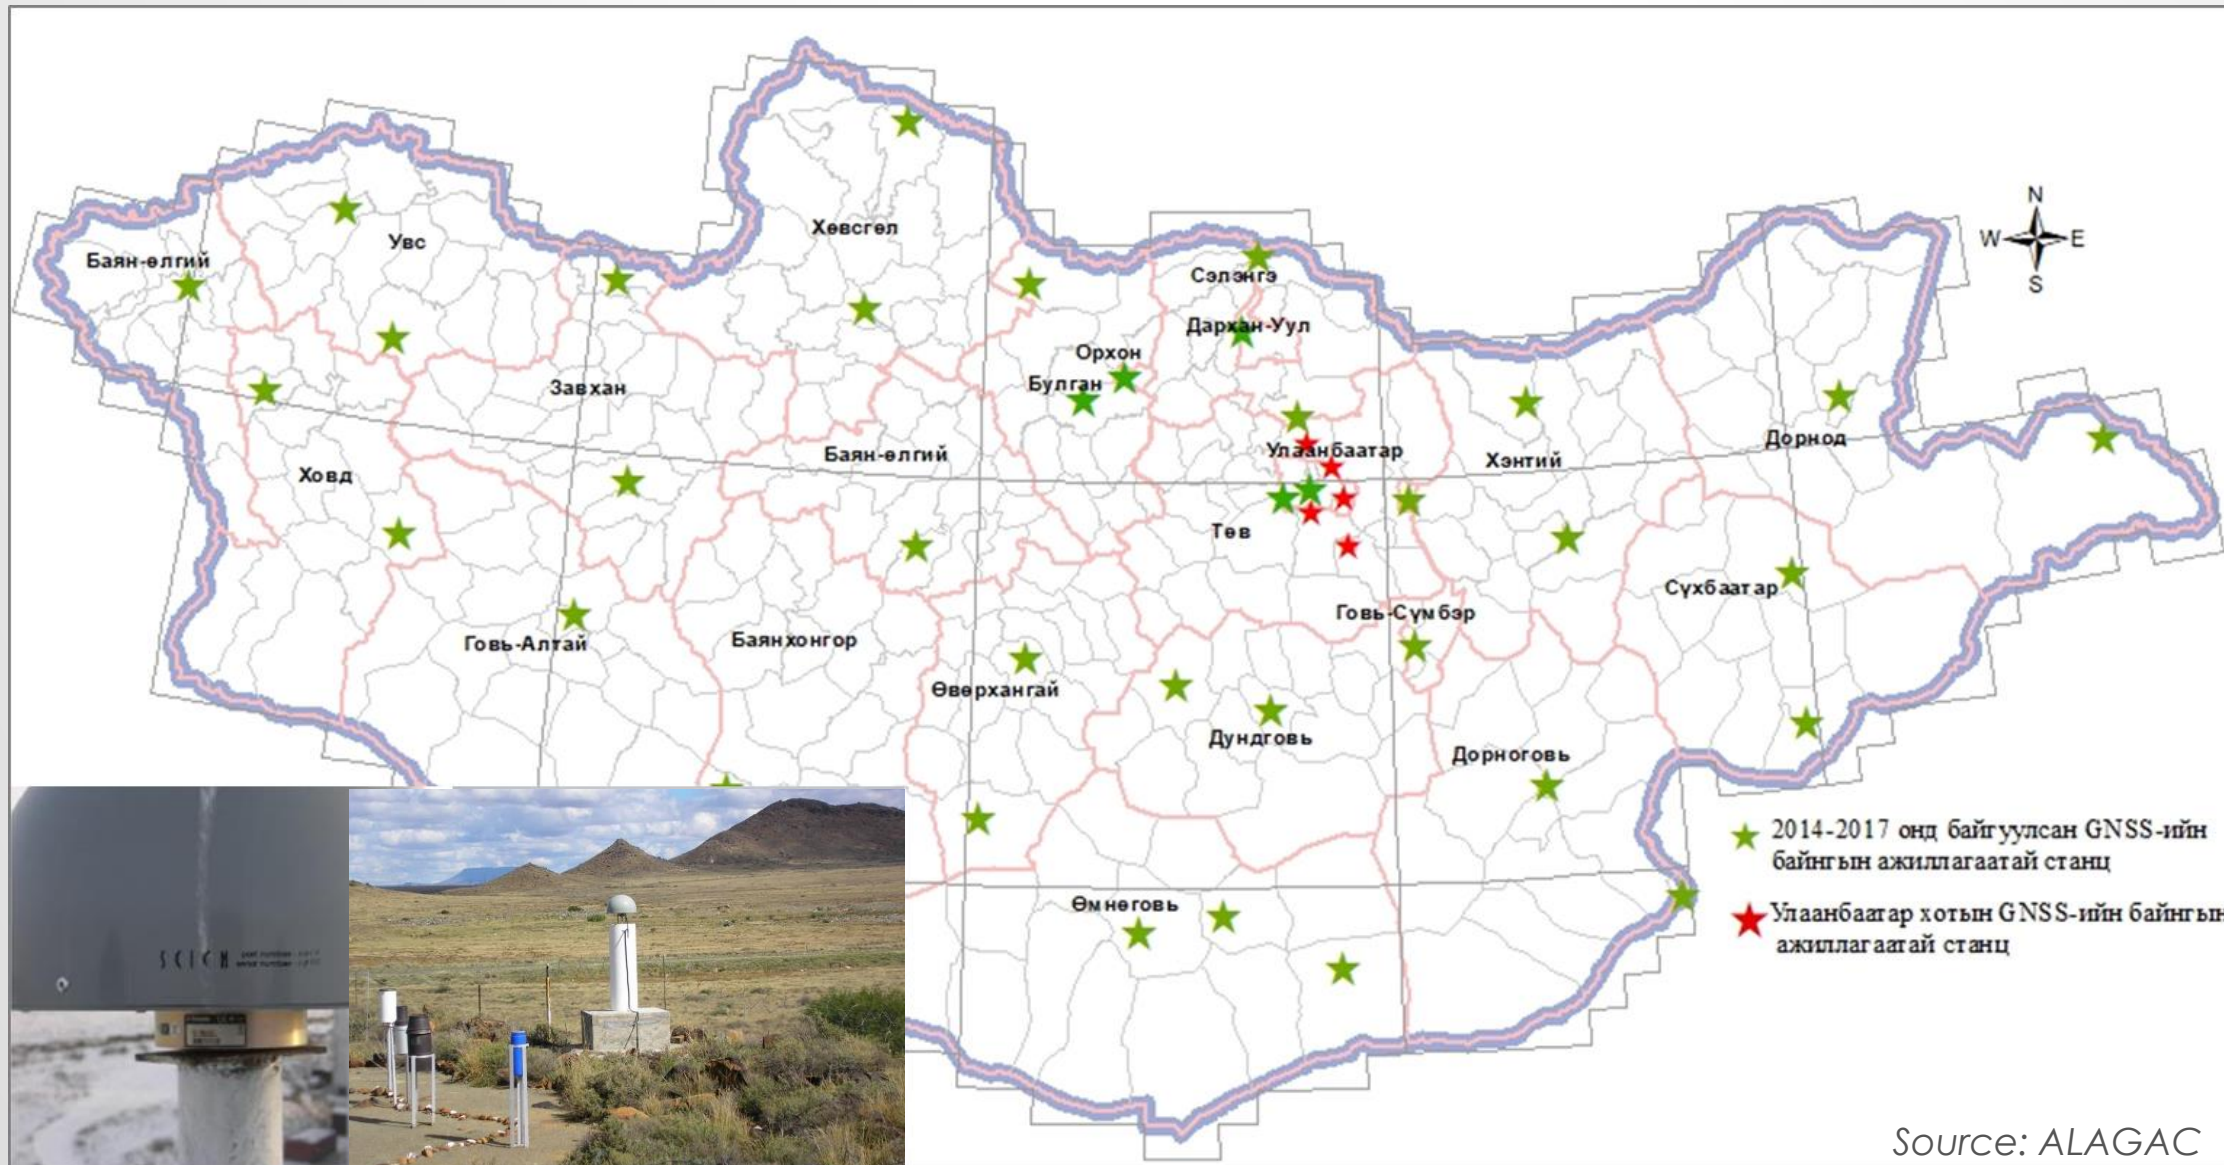 N
W E
S
Хөвсгөл
Увс
Баян-өлгий
Сэлэнгэ
Дархан-Уул
Орхон
Булган
Завхан
Баян-өлгий
Улаанбаатар
Хэнтий
Дорнод
Ховд
Төв
Сүхбаатар
Говь-Сүмбэр
Говь-Алтай
Баянхонгор
Өвөрхангай
Дундговь
Дорноговь
Өмнөговь
2014-2017 онд байгуулсан GNSS-ийн
байнгын ажиллагаатай станц
Улаанбаатар хотын GNSS-ийн байнгын
ажиллагаатай станц
Source: ALAGAC